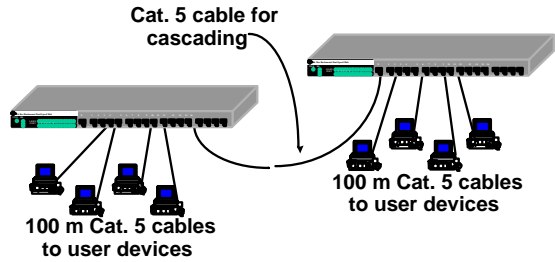 Cat. 5 cable for
cascading
100 m Cat. 5 cables
to user devices
100 m Cat. 5 cables
to user devices